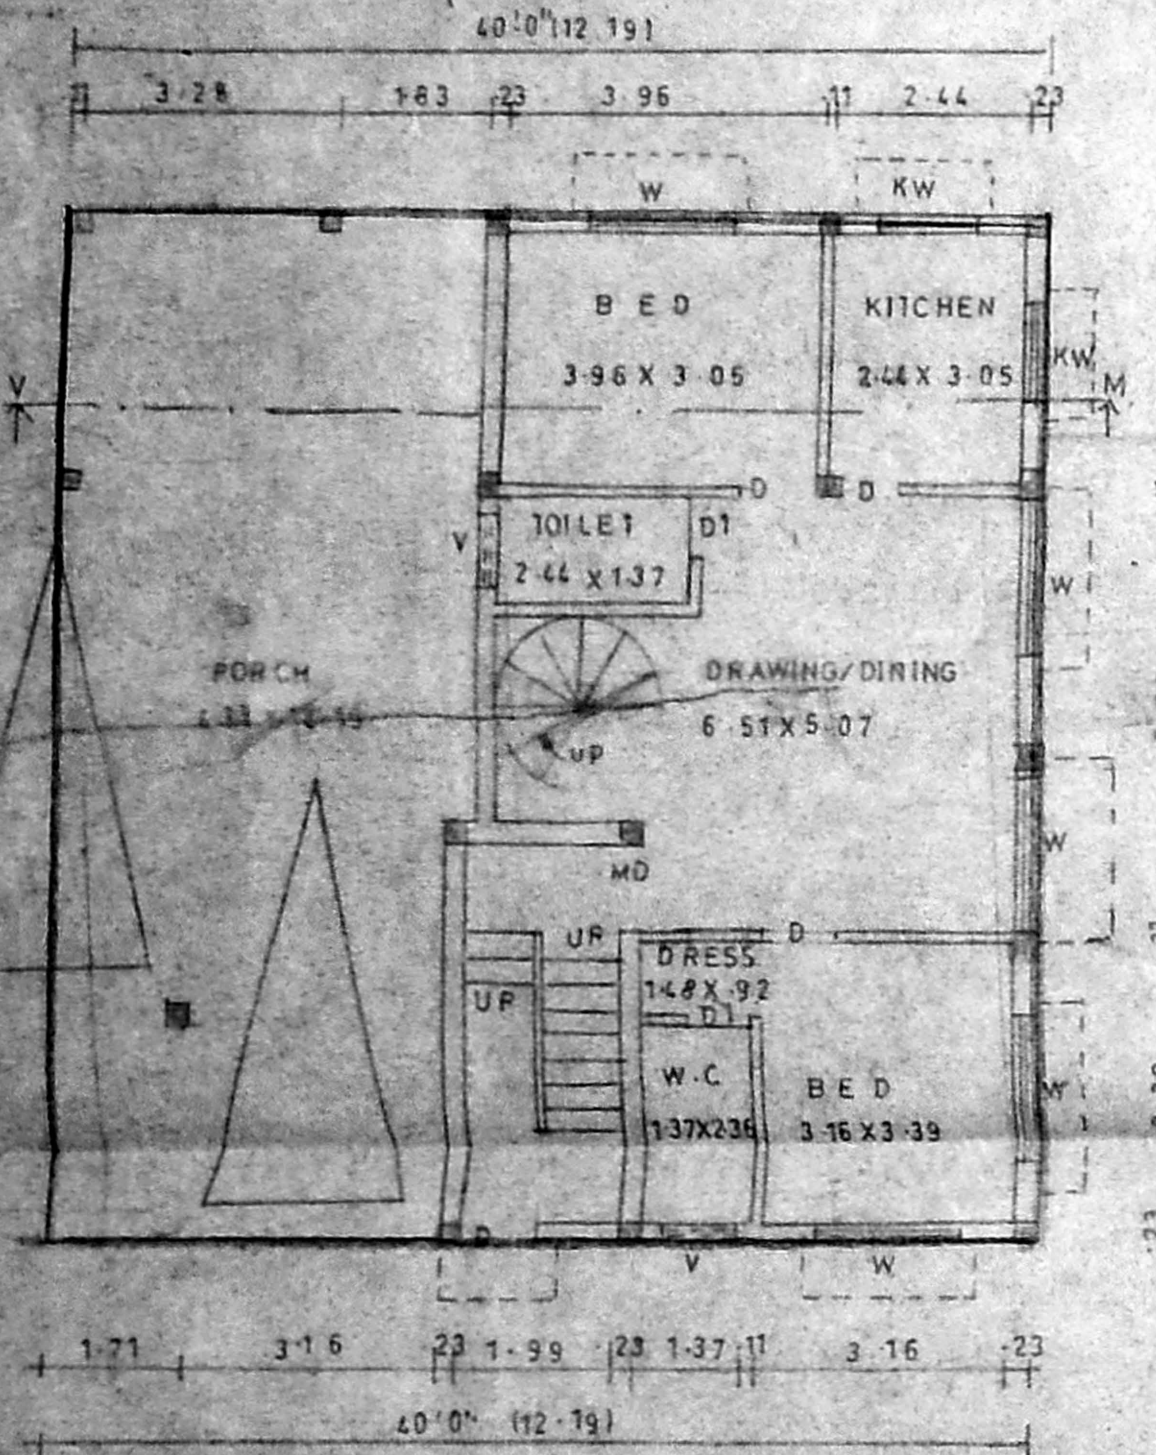 40'0"(12.19)
11 3.28 1.83 .23 3.96 .11 2.44 .23
W KW
BED KITCHEN
KW
3.96 X 3.05 2.44 X 3.05
V M
D D
TOILET D1
V
2.44 X 1.37
W
PORCH DRAWING/DINING
6.51 X 5.07
UP
W
MD
UP D
DRESS
1.48 X .92
UP D1
W.C BED W
1.37X2.36 3.16 X 3.39
D
V W
1.71 3.16 .23 1.99 .23 1.37 .11 3.16 .23
40'0" (12.19)